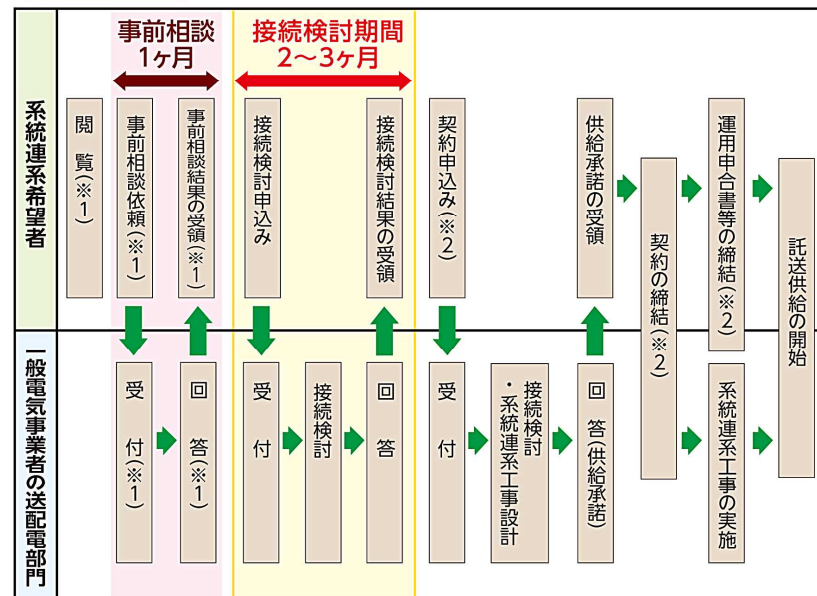 事前相談
1ヶ月
接続検討期間
2～3ヶ月
系統連系希望者
閲覧(※1)
事前相談依頼(※1)
事前相談結果の受領(※1)
接続検討申込み
接続検討結果の受領
契約申込み(※2)
供給承諾の受領
契約の締結(※2)
運用申合書等の締結(※2)
託送供給の開始
一般電気事業者の送配電部門
受付(※1)
回答(※1)
受付
接続検討
回答
受付
接続検討
・系統連系工事設計
回答(供給承諾)
系統連系工事の実施